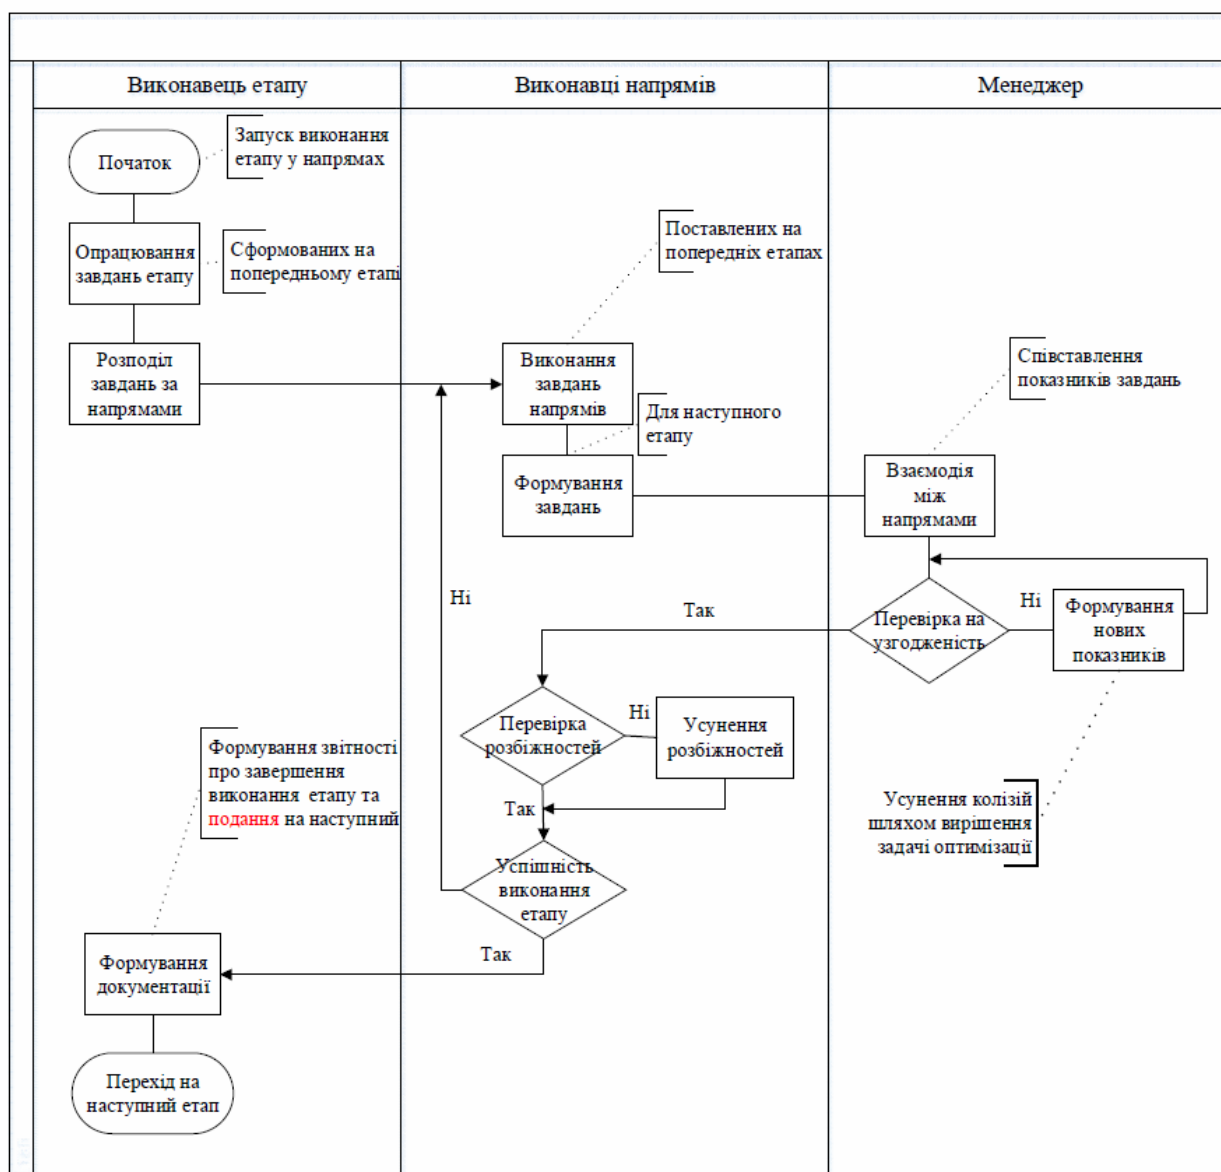 Виконавець етапу
Виконавці напрямів
Менеджер
Початок
Запуск виконання
етапу у напрямах
Опрацювання
завдань етапу
Сформованих на
попередньому етапі
Розподіл
завдань за
напрямами
Поставлених на
попередніх етапах
Виконання
завдань
напрямів
Для наступного
етапу
Формування
завдань
Співставлення
показників завдань
Взаємодія
між
напрямами
Перевірка на
узгодженість
Ні
Формування
нових
показників
Усунення колізій
шляхом вирішення
задачі оптимізації
Так
Перевірка
розбіжностей
Ні
Усунення
розбіжностей
Так
Успішність
виконання
етапу
Ні
Так
Формування звітності
про завершення
виконання етапу та
подання на наступний
Формування
документації
Перехід на
наступний етап